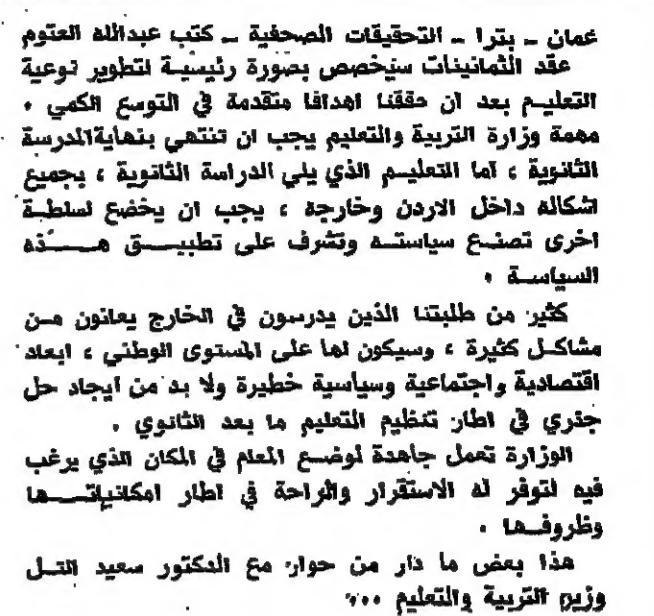 عمان ـ بترا ـ التحقيقات الصحفية ـ كتب عبدالله العتوم
عقد الثمانينات سيخصص بصورة رئيسية لتطوير نوعية
التعليم بعد ان حققنا اهدافا متقدمة في التوسع الكمي .
مهمة وزارة التربية والتعليم يجب ان تنتهي بنهاية المدرسة
الثانوية ، اما التعليم الذي يلي الدراسة الثانوية ، بجميع
اشكاله داخل الاردن وخارجه ، يجب ان يخضع لسلطة
اخرى تصنع سياسته وتشرف على تطبيق هذه
السياسة .
كثير من طلبتنا الذين يدرسون في الخارج يعانون من
مشاكل كثيرة ، وسيكون لها على المستوى الوطني ، ابعاد
اقتصادية واجتماعية وسياسية خطيرة ولا بد من ايجاد حل
جذري في اطار تنظيم التعليم ما بعد الثانوي .
الوزارة تعمل جاهدة لوضع المعلم في المكان الذي يرغب
فيه لتوفر له الاستقرار والراحة في اطار امكانياتها
وظروفها .
هذا بعض ما دار من حوار مع الدكتور سعيد التل
وزير التربية والتعليم ...